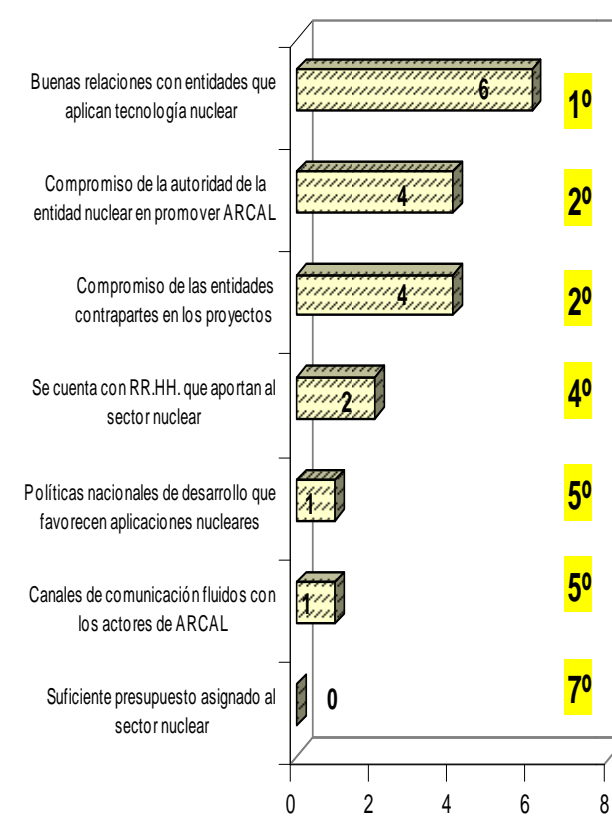 Buenas relaciones con entidades que
aplican tecnología nuclear
6
1º
Compromiso de la autoridad de la
entidad nuclear en promover ARCAL
4
2º
Compromiso de las entidades
contrapartes en los proyectos
4
2º
Se cuenta con RR.HH. que aportan al
sector nuclear
2
4º
Políticas nacionales de desarrollo que
favorecen aplicaciones nucleares
1
5º
Canales de comunicación fluidos con
los actores de ARCAL
1
5º
Suficiente presupuesto asignado al
sector nuclear
0
7º
0 2 4 6 8